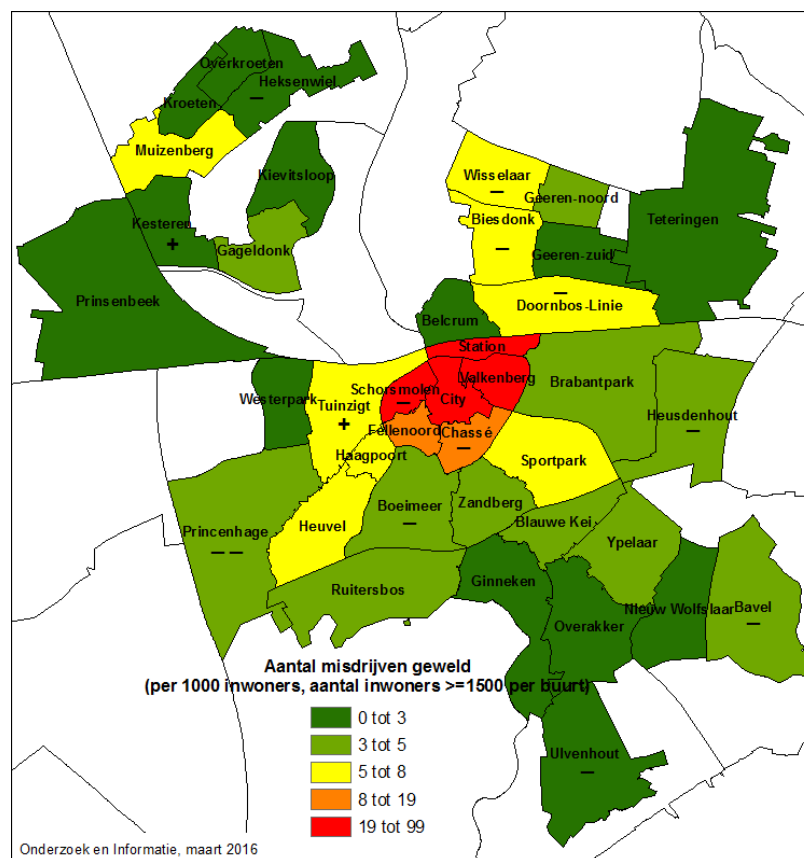 Overkroeten
Heksenwiel
–
Kroeten
Muizenberg
Kievitsloop
Wisselaar
–
Geeren-noord
Kesteren
+
Biesdonk
–
Teteringen
Gageldonk
Geeren-zuid
Prinsenbeek
–
Doornbos-Linie
Belcrum
Station
Schorsmolen
–
Valkenberg
City
Brabantpark
Westerpark
Tuinzigt
+
Heusdenhout
–
Fellenoord
Chassé
–
Haagpoort
Sportpark
Princenhage
– –
Heuvel
Boeimeer
–
Zandberg
Blauwe Kei
Ypelaar
Ruitersbos
Ginneken
Nieuw Wolfslaar
Bavel
–
Overakker
Ulvenhout
–
Aantal misdrijven geweld
(per 1000 inwoners, aantal inwoners >=1500 per buurt)
0 tot 3
3 tot 5
5 tot 8
8 tot 19
19 tot 99
Onderzoek en Informatie, maart 2016